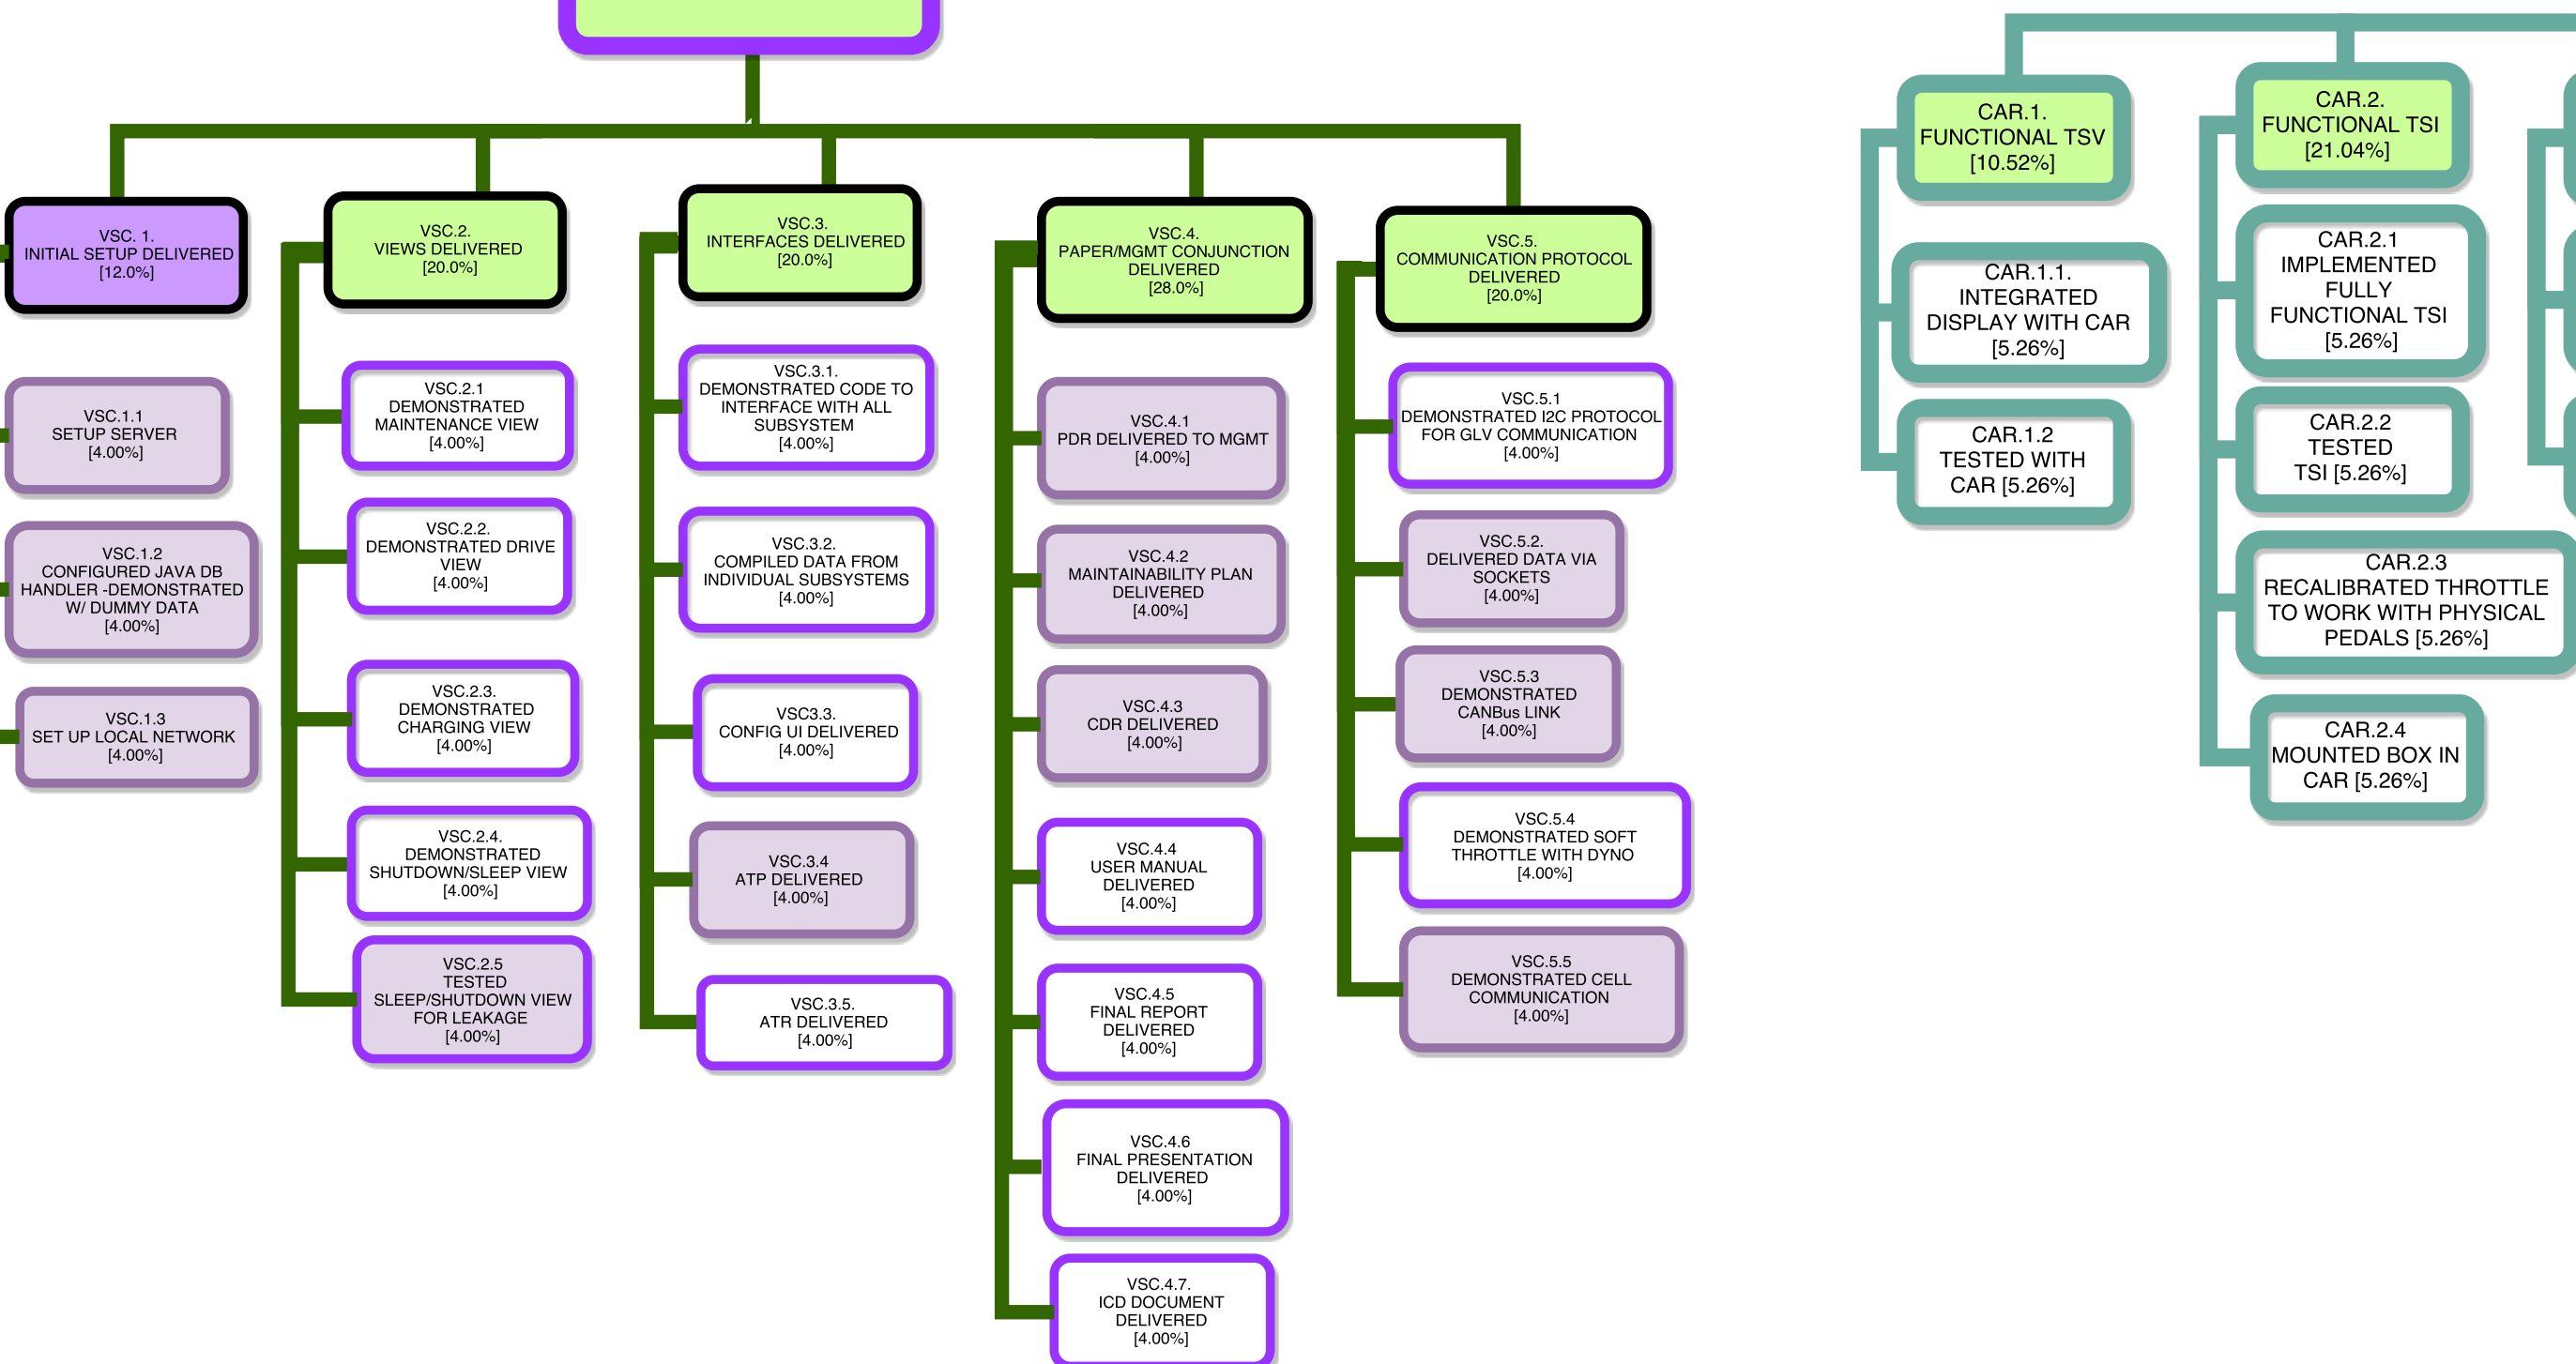 VSC. 1.
INITIAL SETUP DELIVERED
[12.0%]
VSC.1.1
SETUP SERVER
[4.00%]
VSC.1.2
CONFIGURED JAVA DB
HANDLER -DEMONSTRATED
W/ DUMMY DATA
[4.00%]
VSC.1.3
SET UP LOCAL NETWORK
[4.00%]
VSC.2.
VIEWS DELIVERED
[20.0%]
VSC.2.1
DEMONSTRATED
MAINTENANCE VIEW
[4.00%]
VSC.2.2.
DEMONSTRATED DRIVE
VIEW
[4.00%]
VSC.2.3.
DEMONSTRATED
CHARGING VIEW
[4.00%]
VSC.2.4.
DEMONSTRATED
SHUTDOWN/SLEEP VIEW
[4.00%]
VSC.2.5
TESTED
SLEEP/SHUTDOWN VIEW
FOR LEAKAGE
[4.00%]
VSC.3.
INTERFACES DELIVERED
[20.0%]
VSC.3.1.
DEMONSTRATED CODE TO
INTERFACE WITH ALL
SUBSYSTEM
[4.00%]
VSC.3.2.
COMPILED DATA FROM
INDIVIDUAL SUBSYSTEMS
[4.00%]
VSC3.3.
CONFIG UI DELIVERED
[4.00%]
VSC.3.4
ATP DELIVERED
[4.00%]
VSC.3.5.
ATR DELIVERED
[4.00%]
VSC.4.
PAPER/MGMT CONJUNCTION
DELIVERED
[28.0%]
VSC.4.1
PDR DELIVERED TO MGMT
[4.00%]
VSC.4.2
MAINTAINABILITY PLAN
DELIVERED
[4.00%]
VSC.4.3
CDR DELIVERED
[4.00%]
VSC.4.4
USER MANUAL
DELIVERED
[4.00%]
VSC.4.5
FINAL REPORT
DELIVERED
[4.00%]
VSC.4.6
FINAL PRESENTATION
DELIVERED
[4.00%]
VSC.4.7.
ICD DOCUMENT
DELIVERED
[4.00%]
VSC.5.
COMMUNICATION PROTOCOL
DELIVERED
[20.0%]
VSC.5.1
DEMONSTRATED I2C PROTOCOL
FOR GLV COMMUNICATION
[4.00%]
VSC.5.2.
DELIVERED DATA VIA
SOCKETS
[4.00%]
VSC.5.3
DEMONSTRATED
CANBus LINK
[4.00%]
VSC.5.4
DEMONSTRATED SOFT
THROTTLE WITH DYNO
[4.00%]
VSC.5.5
DEMONSTRATED CELL
COMMUNICATION
[4.00%]
CAR.1.
FUNCTIONAL TSV
[10.52%]
CAR.1.1.
INTEGRATED
DISPLAY WITH CAR
[5.26%]
CAR.1.2
TESTED WITH
CAR [5.26%]
CAR.2.
FUNCTIONAL TSI
[21.04%]
CAR.2.1
IMPLEMENTED
FULLY
FUNCTIONAL TSI
[5.26%]
CAR.2.2
TESTED
TSI [5.26%]
CAR.2.3
RECALIBRATED THROTTLE
TO WORK WITH PHYSICAL
PEDALS [5.26%]
CAR.2.4
MOUNTED BOX IN
CAR [5.26%]